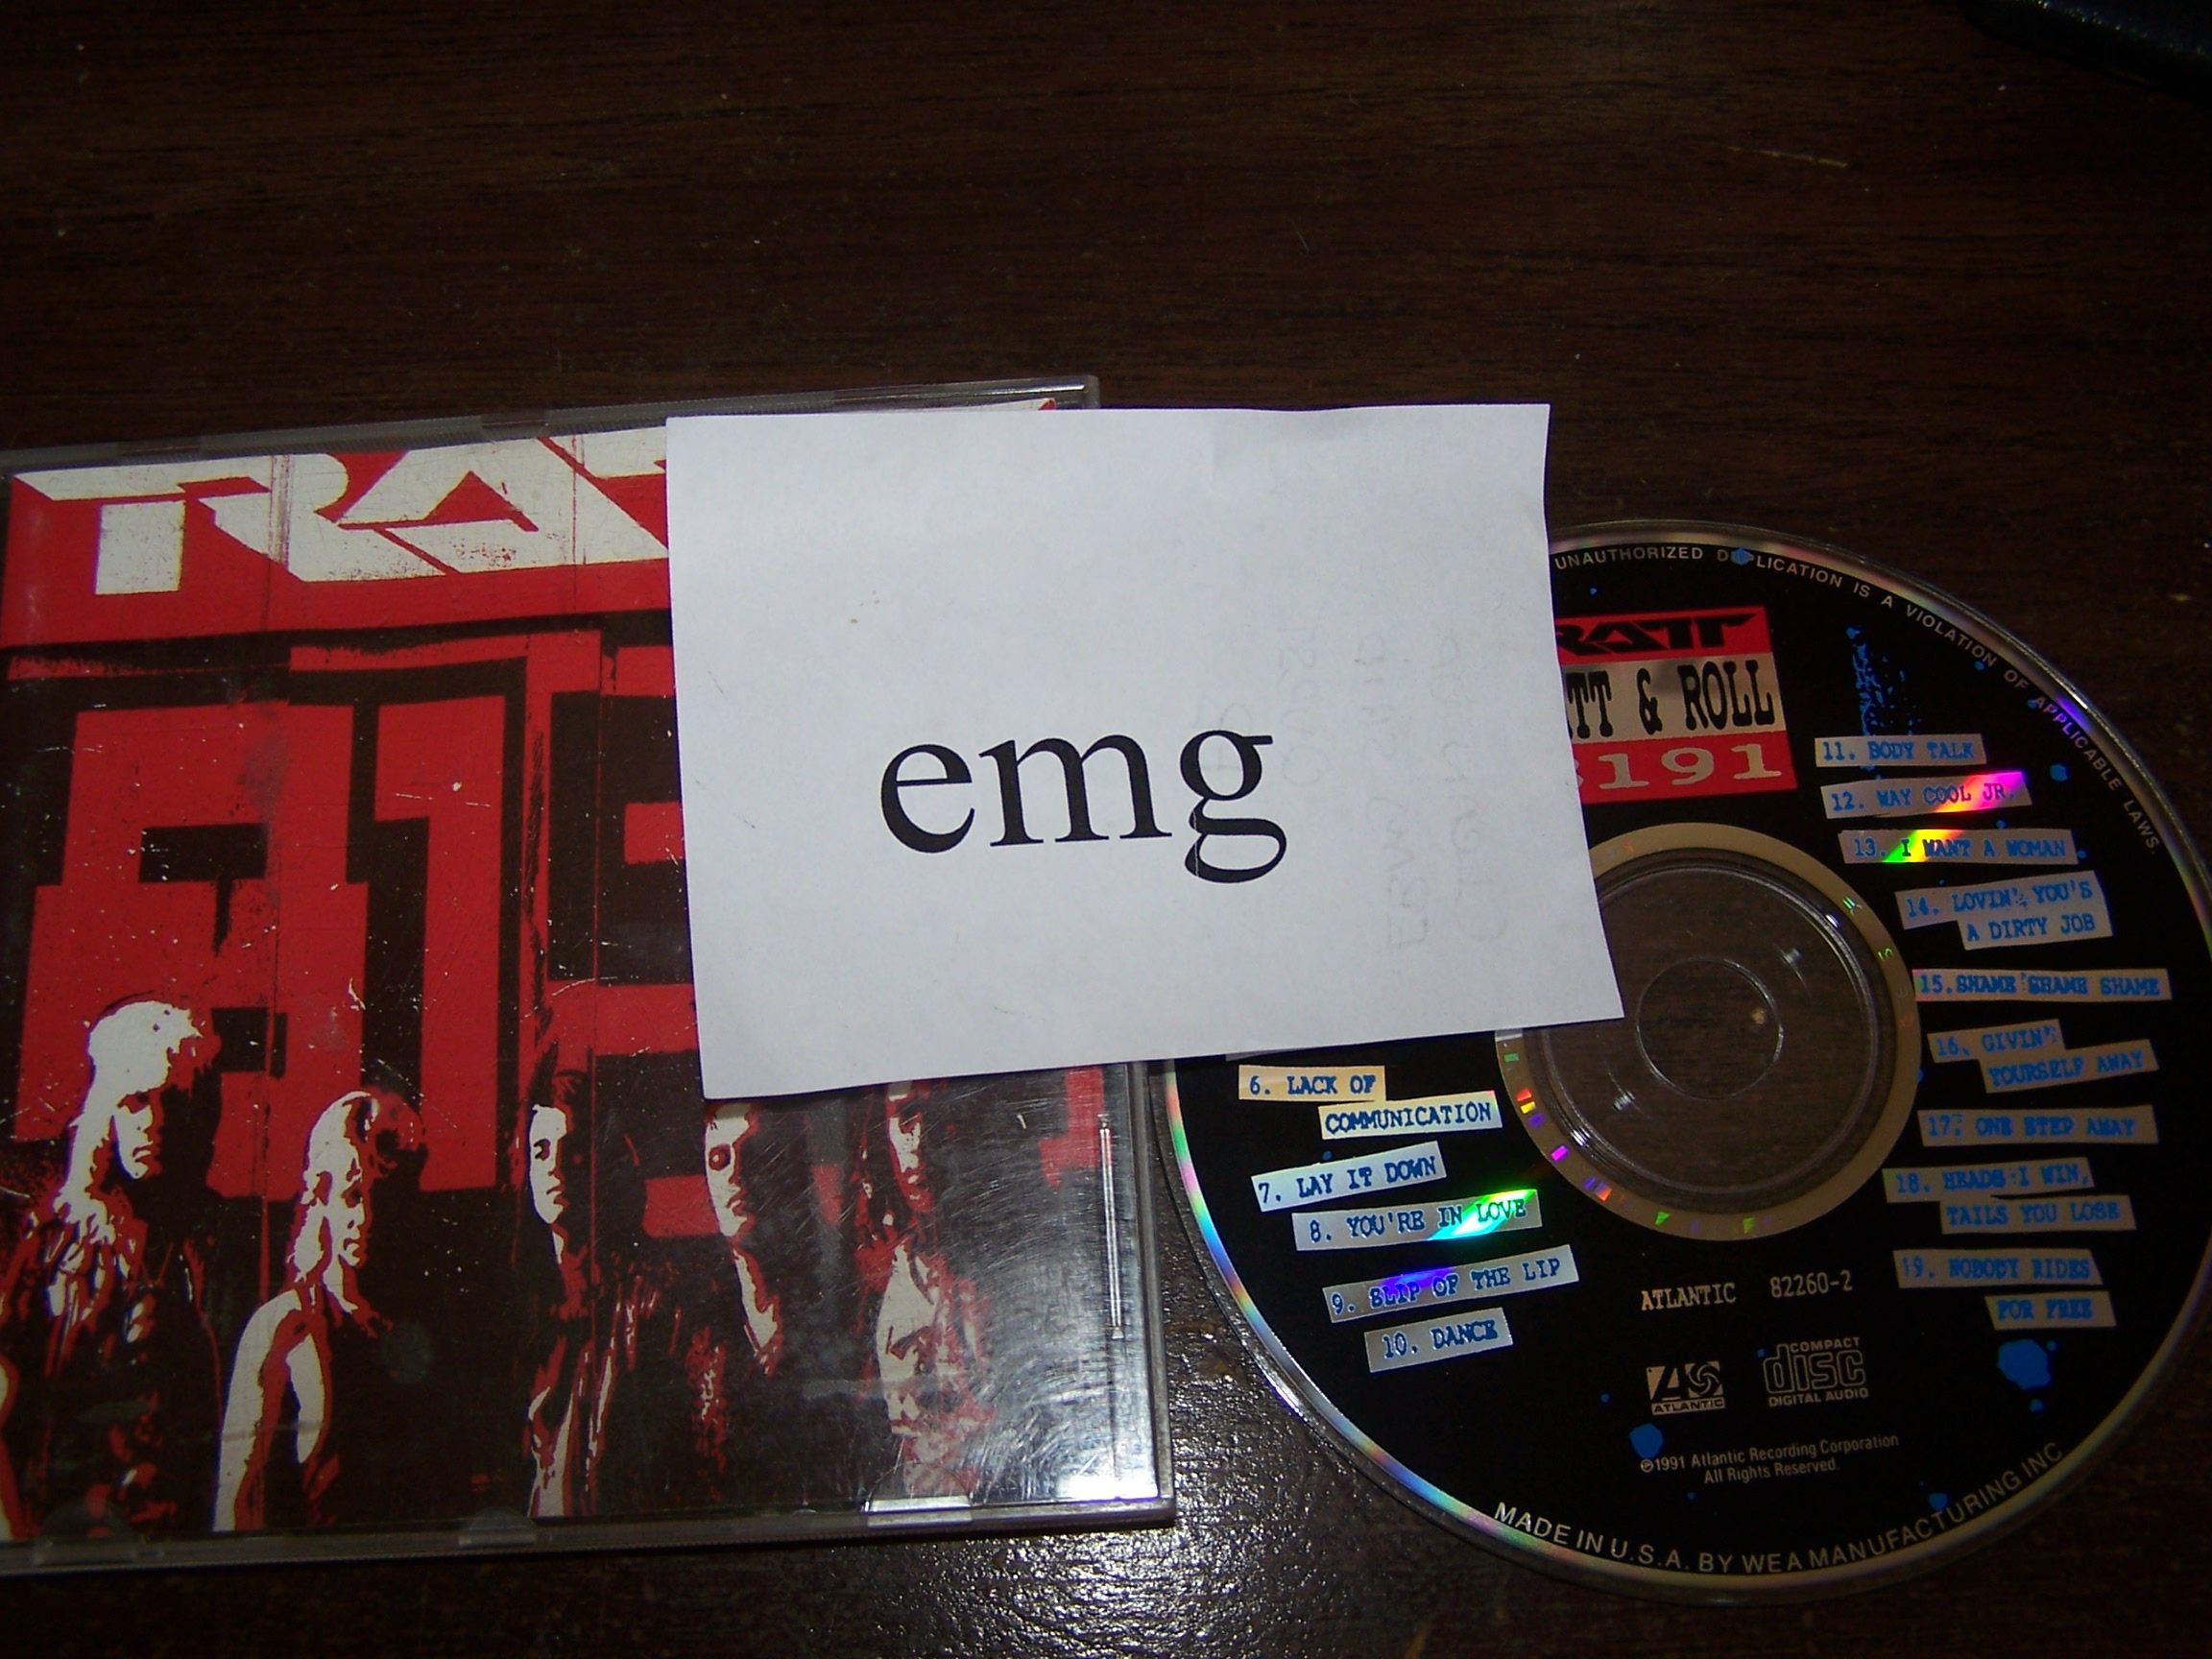 RAT
8191
emg
UNAUTHORIZED DUPLICATION IS A VIOLATION OF APPLICABLE LAWS.
RATT
TT & ROLL
8191
6. LACK OF
COMMUNICATION
7. LAY IT DOWN
8. YOU'RE IN LOVE
9. SLIP OF THE LIP
10. DANCE
11. BODY TALK
12. WAY COOL JR.
13. I WANT A WOMAN
14. LOVIN' YOU'S
A DIRTY JOB
15. SHAME SHAME SHAME
16. GIVIN'
YOURSELF AWAY
17. ONE STEP AWAY
18. HEADS I WIN,
TAILS YOU LOSE
19. NOBODY RIDES
FOR FREE
ATLANTIC 82260-2
ATLANTIC
COMPACT
disc
DIGITAL AUDIO
℗©1991 Atlantic Recording Corporation
All Rights Reserved.
MADE IN U.S.A. BY WEA MANUFACTURING INC